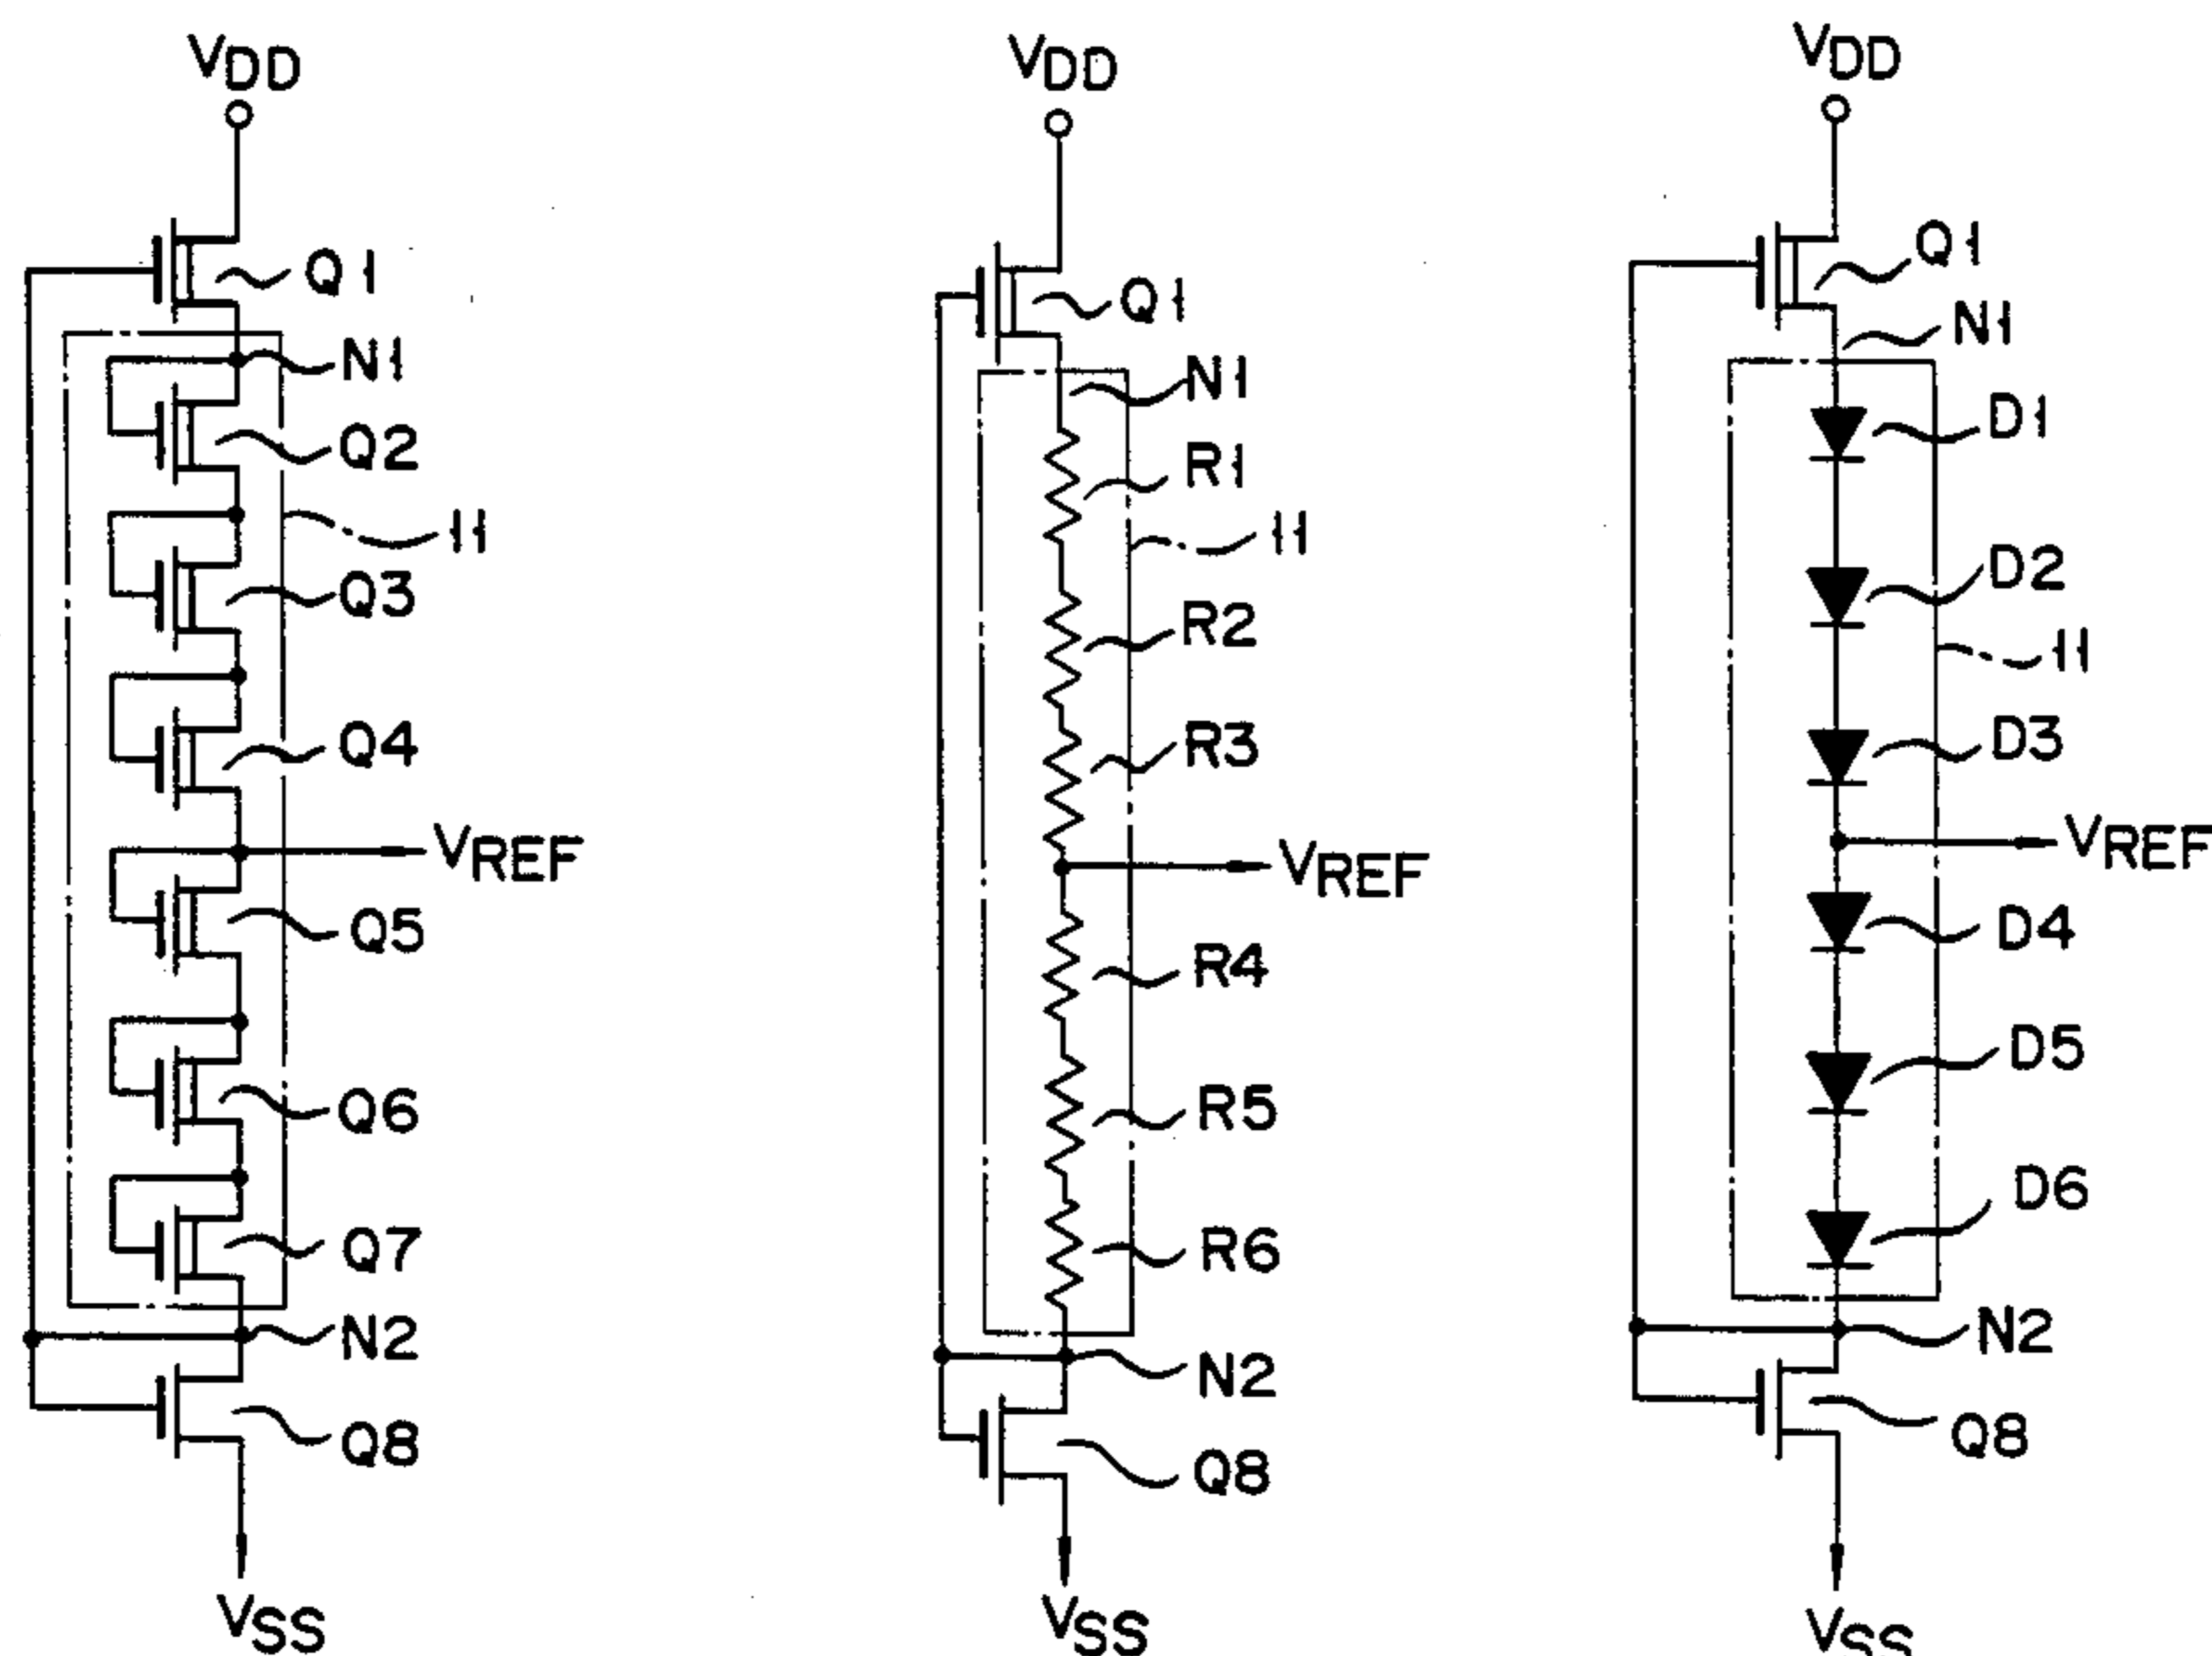 VDD
Q1
N1
Q2
11
Q3
Q4
VREF
Q5
Q6
Q7
N2
Q8
VSS
VDD
Q1
N1
R1
11
R2
R3
VREF
R4
R5
R6
N2
Q8
VSS
VDD
Q1
N1
D1
D2
11
D3
VREF
D4
D5
D6
N2
Q8
VSS